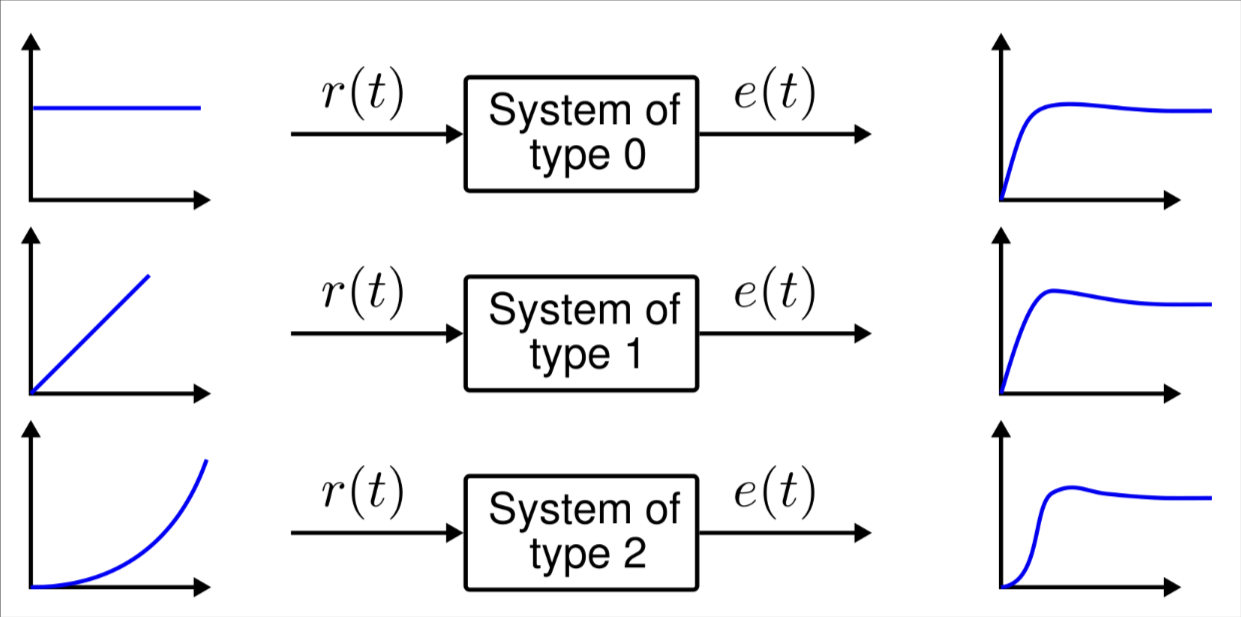 r(t)
System of
type 0
e(t)
r(t)
System of
type 1
e(t)
r(t)
System of
type 2
e(t)